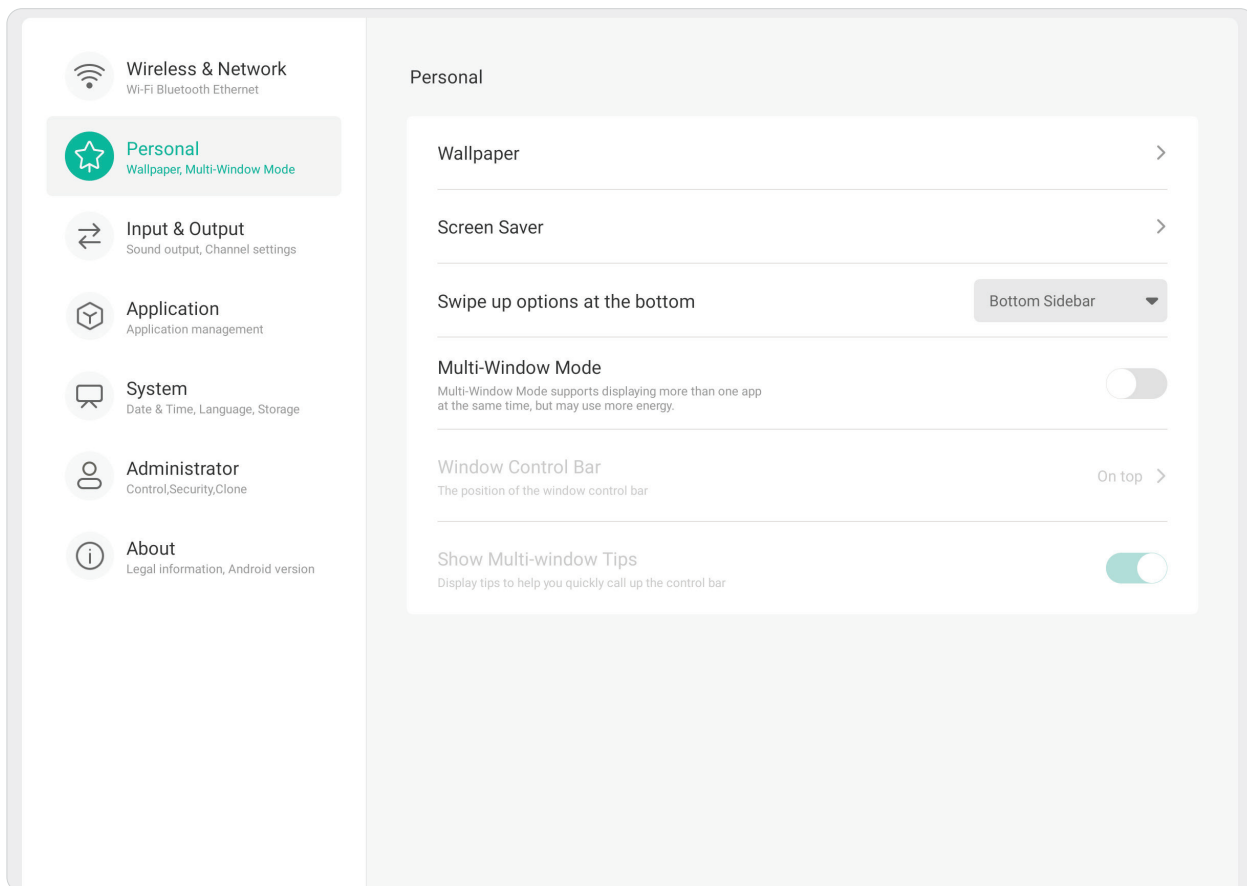 Wireless & Network
Wi-Fi Bluetooth Ethernet
Personal
Wallpaper, Multi-Window Mode
Input & Output
Sound output, Channel settings
Application
Application management
System
Date & Time, Language, Storage
Administrator
Control,Security,Clone
About
Legal information, Android version
Personal
Wallpaper
Screen Saver
Swipe up options at the bottom
Bottom Sidebar
Multi-Window Mode
Multi-Window Mode supports displaying more than one app
at the same time, but may use more energy.
Window Control Bar
The position of the window control bar
On top
Show Multi-window Tips
Display tips to help you quickly call up the control bar